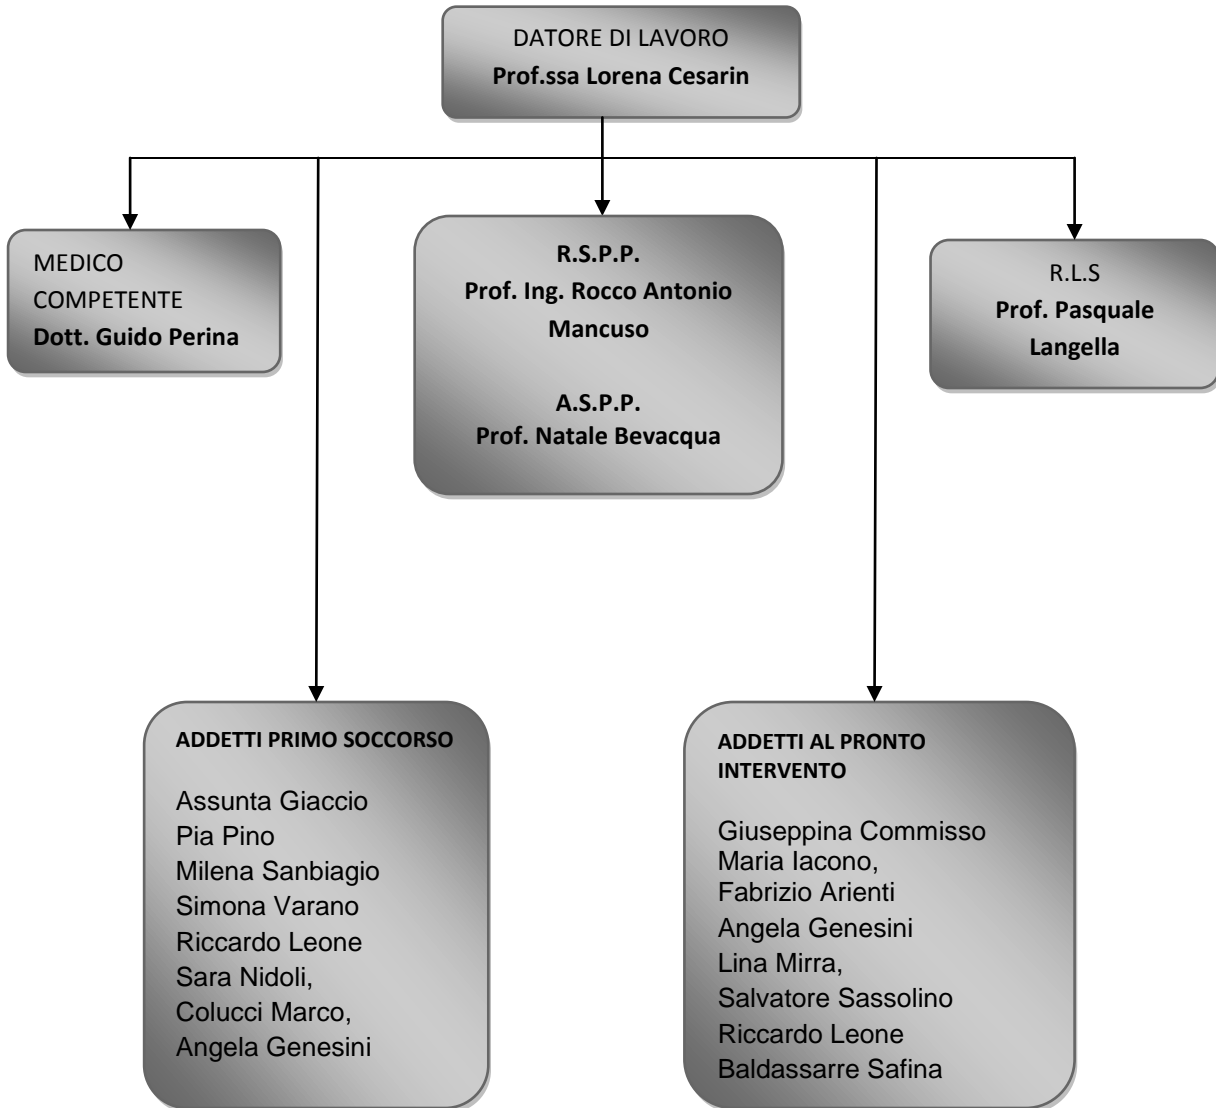 DATORE DI LAVORO
Prof.ssa Lorena Cesarin
MEDICO
COMPETENTE
Dott. Guido Perina
R.S.P.P.
Prof. Ing. Rocco Antonio
Mancuso
A.S.P.P.
Prof. Natale Bevacqua
R.L.S
Prof. Pasquale
Langella
ADDETTI PRIMO SOCCORSO
Assunta Giaccio
Pia Pino
Milena Sanbiagio
Simona Varano
Riccardo Leone
Sara Nidoli,
Colucci Marco,
Angela Genesini
ADDETTI AL PRONTO
INTERVENTO
Giuseppina Commisso
Maria Iacono,
Fabrizio Arienti
Angela Genesini
Lina Mirra,
Salvatore Sassolino
Riccardo Leone
Baldassarre Safina